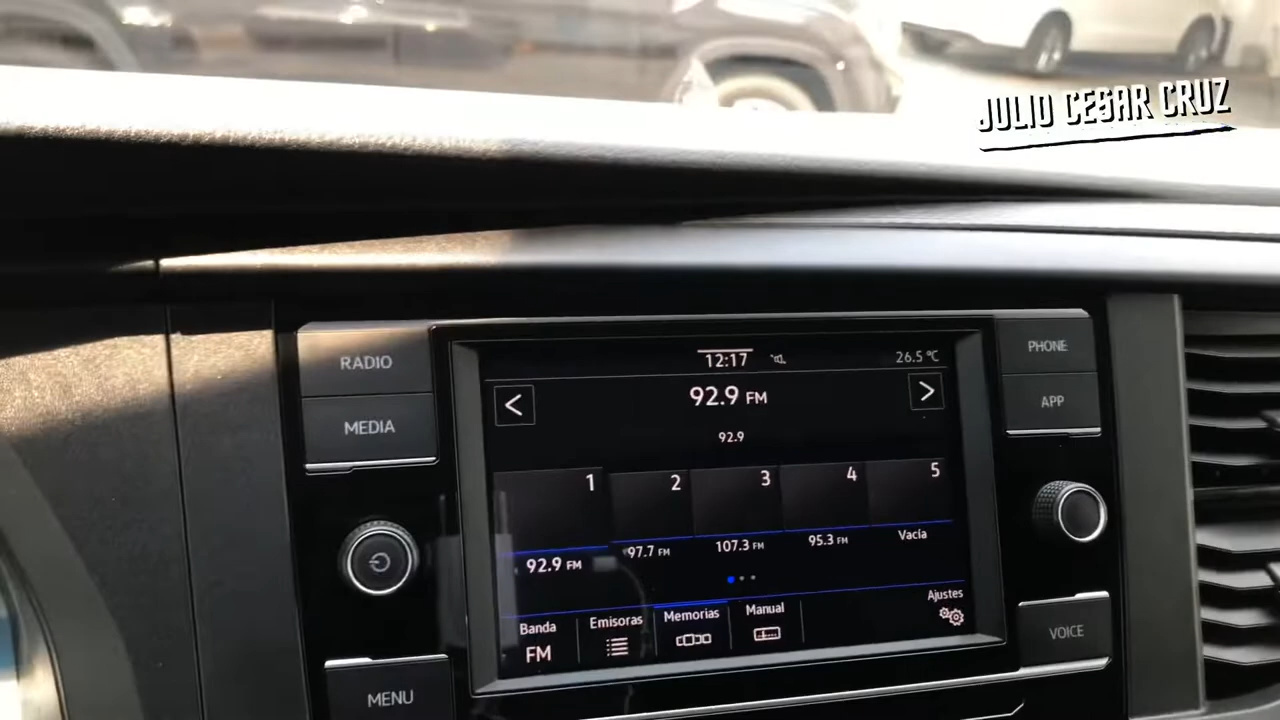 JULIO CESAR CRUZ
RADIO
MEDIA
MENU
PHONE
APP
VOICE
12:17
26.5 °C
<
92.9 FM
>
92.9
1
2
3
4
5
92.9 FM
97.7 FM
107.3 FM
95.3 FM
Vacía
Banda
FM
Emisoras
Memorias
Manual
Ajustes